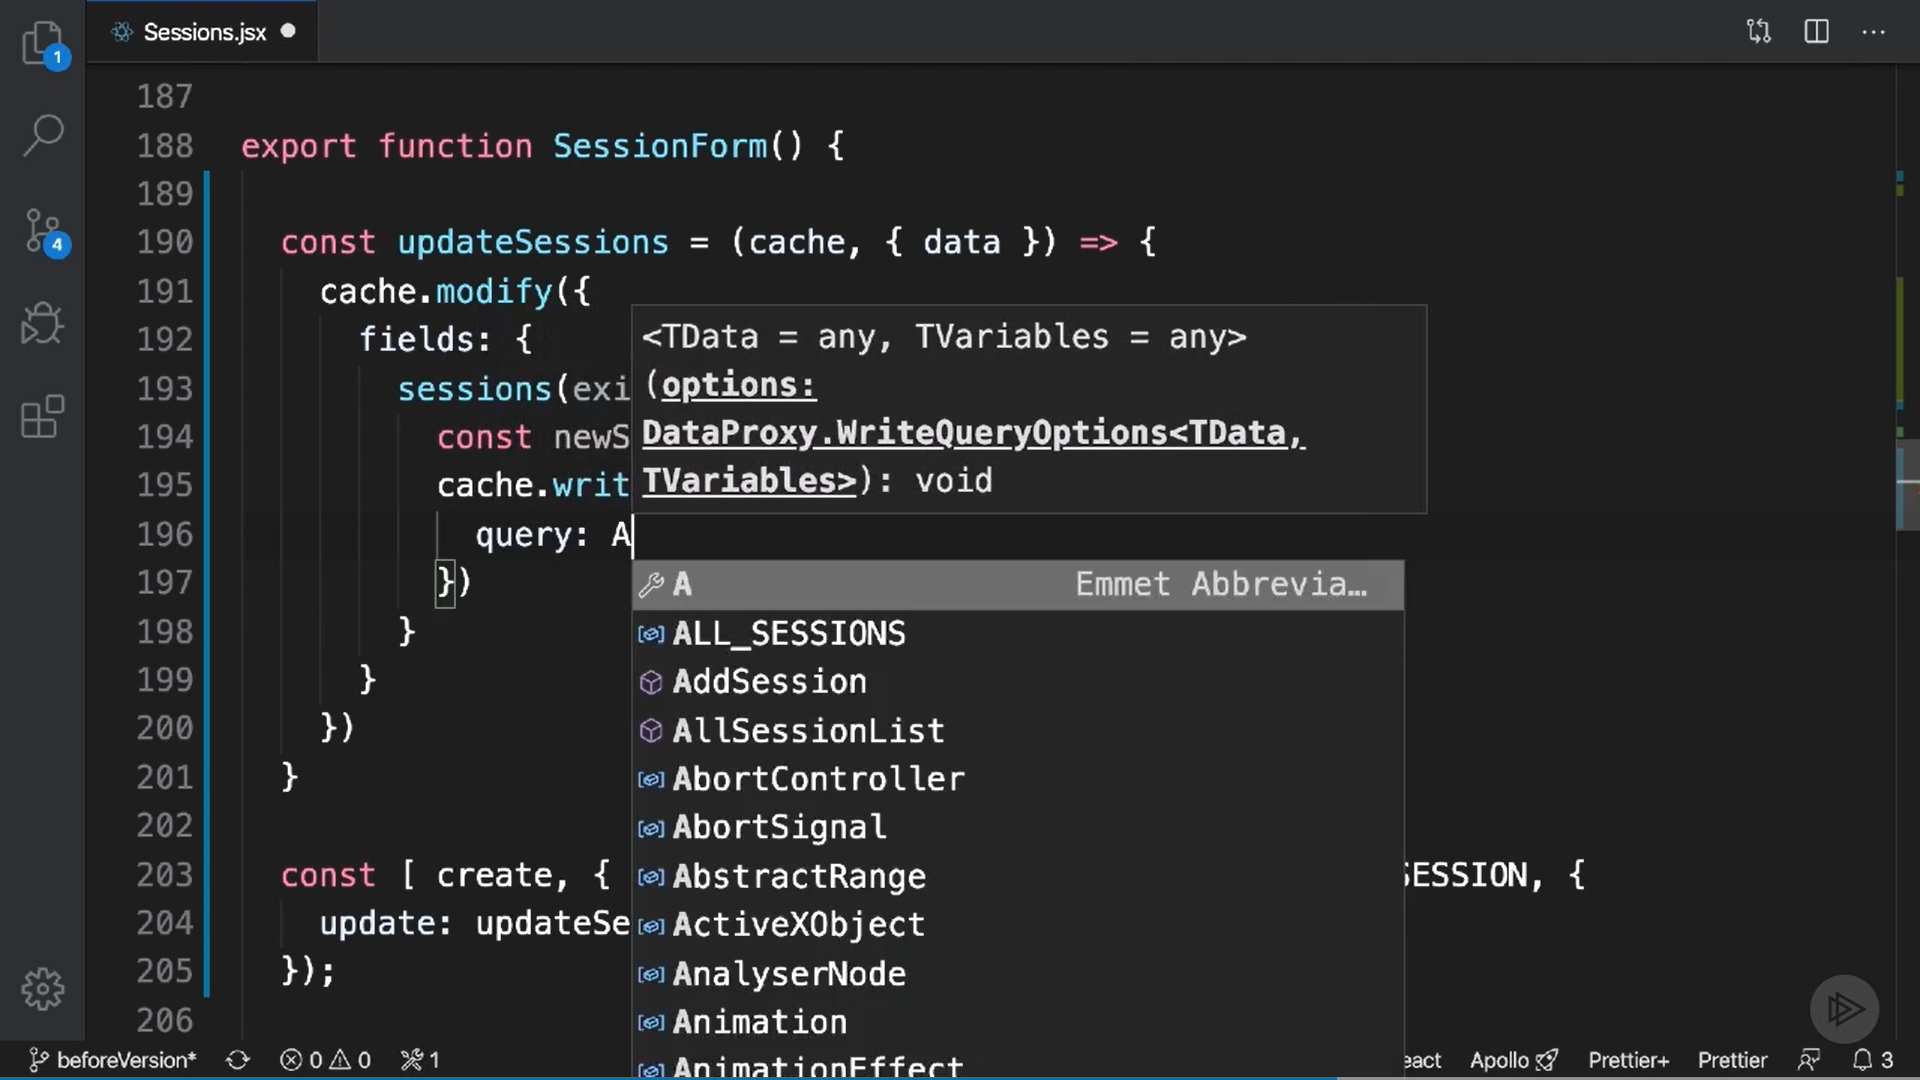 Sessions.jsx
1
4
187
188 export function SessionForm() {
189
190 const updateSessions = (cache, { data }) => {
191 cache.modify({
192 fields: {
193 sessions(exi
194 const newS
195 cache.writ
196 query: A
197 })
198 }
199 }
200 })
201 }
202
203 const [ create, { SESSION, {
204 update: updateSe
205 });
206
<TData = any, TVariables = any>
(options:
DataProxy.WriteQueryOptions<TData,
TVariables>): void
A Emmet Abbrevia…
ALL_SESSIONS
AddSession
AllSessionList
AbortController
AbortSignal
AbstractRange
ActiveXObject
AnalyserNode
Animation
AnimationEffect
beforeVersion* 0 0 1 eact Apollo Prettier+ Prettier 3